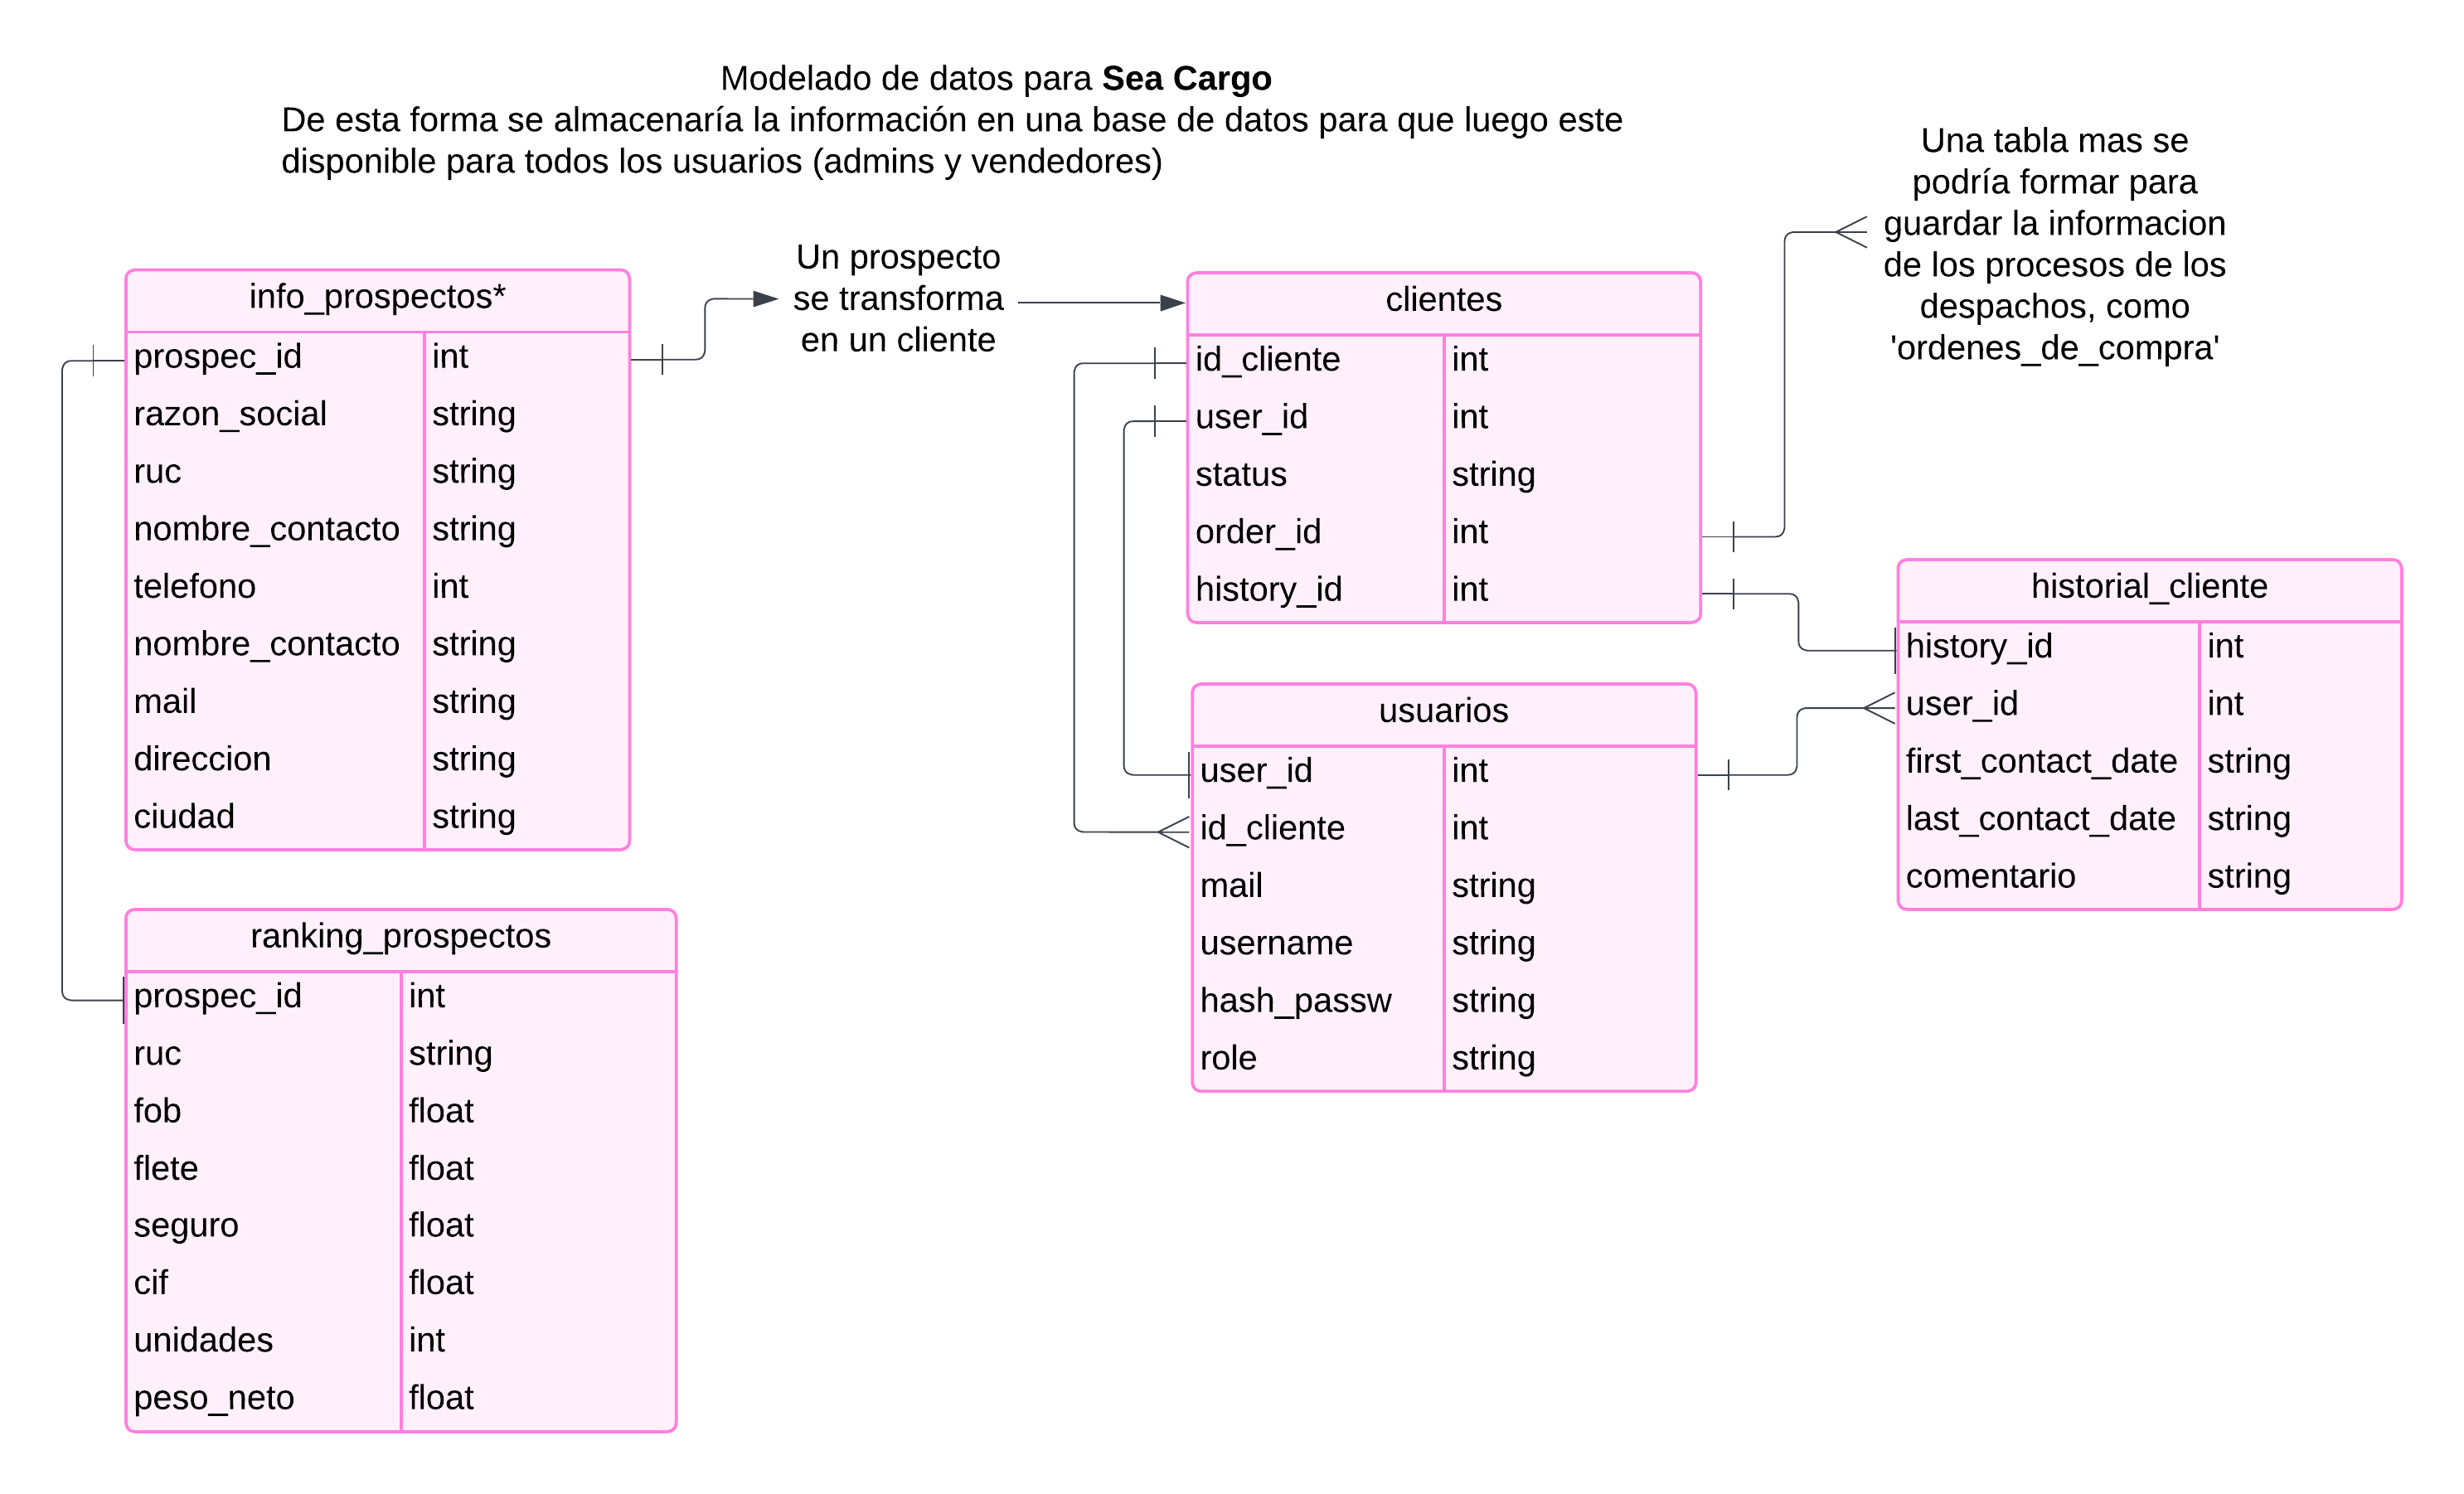 Modelado de datos para Sea Cargo
De esta forma se almacenaría la información en una base de datos para que luego este
disponible para todos los usuarios (admins y vendedores)
Una tabla mas se
podría formar para
guardar la informacion
de los procesos de los
despachos, como
'ordenes_de_compra'
Un prospecto
se transforma
en un cliente
info_prospectos*
prospec_id int
razon_social string
ruc string
nombre_contacto string
telefono int
nombre_contacto string
mail string
direccion string
ciudad string
clientes
id_cliente int
user_id int
status string
order_id int
history_id int
historial_cliente
history_id int
user_id int
first_contact_date string
last_contact_date string
comentario string
usuarios
user_id int
id_cliente int
mail string
username string
hash_passw string
role string
ranking_prospectos
prospec_id int
ruc string
fob float
flete float
seguro float
cif float
unidades int
peso_neto float